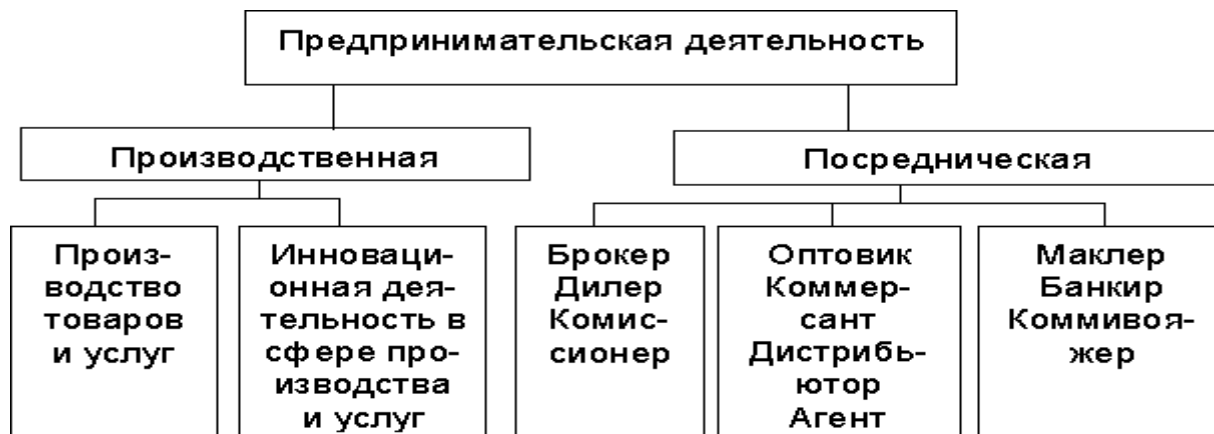 Предпринимательская деятельность
Производственная
Посредническая
Произ-
водство
товаров
и услуг
Инноваци-
онная дея-
тельность в
сфере про-
изводства
и услуг
Брокер
Дилер
Комис-
сионер
Оптовик
Коммер-
сант
Дистрибь-
ютор
Агент
Маклер
Банкир
Коммивоя-
жер